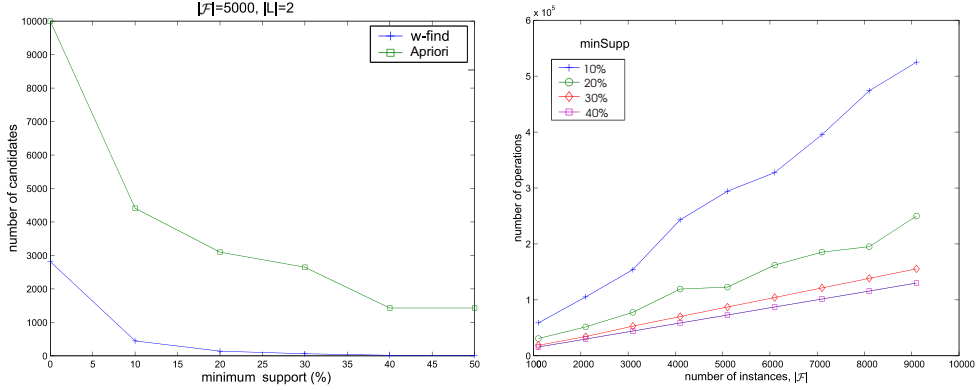 |ℱ|=5000, |L|=2
w-find
Apriori
number of candidates
10000
9000
8000
7000
6000
5000
4000
3000
2000
1000
0
0 5 10 15 20 25 30 35 40 45 50
minimum support (%)
x 10⁵
6
5
4
3
2
1
0
minSupp
10%
20%
30%
40%
number of operations
1000 2000 3000 4000 5000 6000 7000 8000 9000 10000
number of instances, |ℱ|